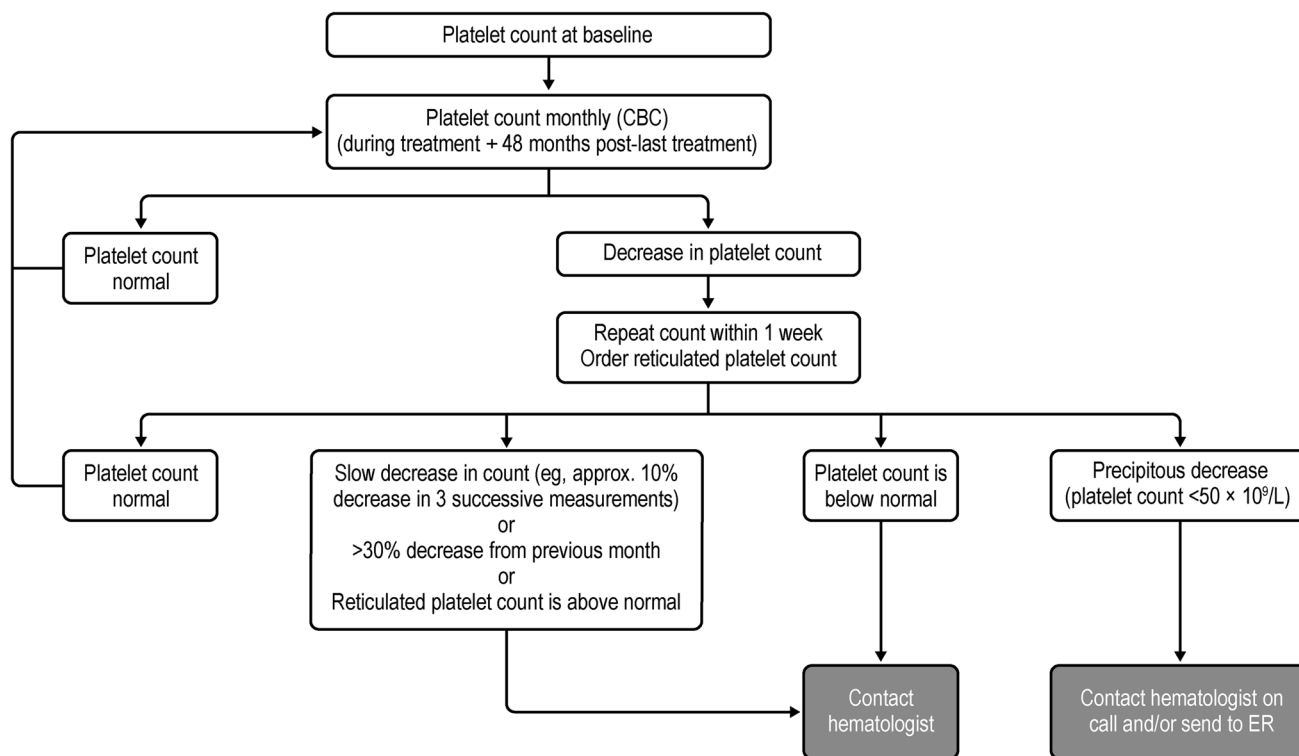 Platelet count at baseline
Platelet count monthly (CBC)
(during treatment + 48 months post-last treatment)
Platelet count
normal
Decrease in platelet count
Repeat count within 1 week
Order reticulated platelet count
Platelet count
normal
Slow decrease in count (eg, approx. 10%
decrease in 3 successive measurements)
or
>30% decrease from previous month
or
Reticulated platelet count is above normal
Platelet count is
below normal
Precipitous decrease
(platelet count <50 × 10⁹/L)
Contact
hematologist
Contact hematologist on
call and/or send to ER